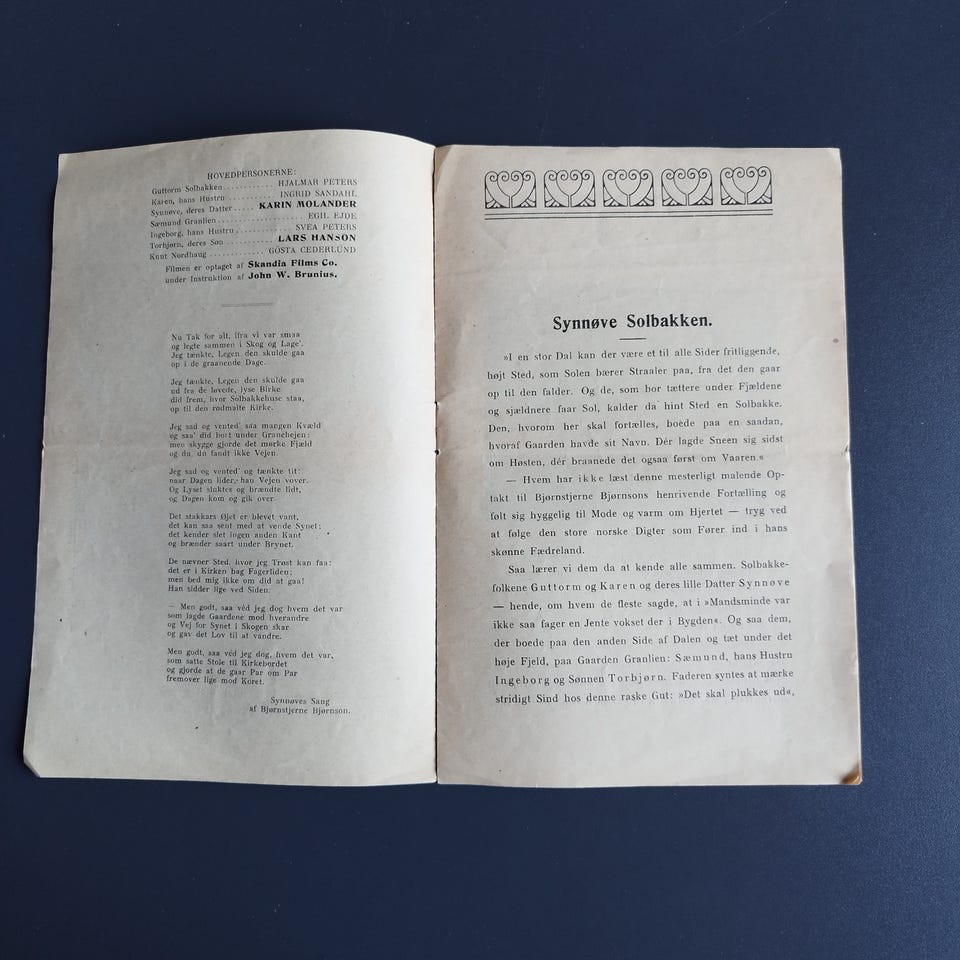 HOVEDPERSONERNE:
Guttorm Solbakken........... HJALMAR PETERS
Karen, hans Hustru .......... INGRID SANDAHL
Synnøve, deres Datter..... KARIN MOLANDER
Sæmund Granlien.................. EGIL EJDE
Ingeborg, hans Hustru............ SVEA PETERS
Torbjørn, deres Søn .......... LARS HANSON
Knut Nordhaug ........... GÖSTA CEDERLUND
Filmen er optaget af Skandia Films Co.
under Instruktion af John W. Brunius.
Nu Tak for alt, ifra vi var smaa
og legte sammen i Skog og Lage'.
Jeg tænkte, Legen den skulde gaa
op i de graanende Dage.
Jeg tænkte, Legen den skulde gaa
ud fra de løvede, lyse Birke
did frem, hvor Solbakkehuse staa,
op til den rødmalte Kirke.
Jeg sad og vented' saa mangen Kvæld
og saa' did bort under Granehejen;
men skygge gjorde det mørke Fjæld
og du, du fandt ikke Vejen.
Jeg sad og vented' og tænkte tit:
naar Dagen lider, han Vejen vover.
Og Lyset sluktes og brændte lidt,
og Dagen kom og gik over.
Det stakkars Øjet er blevet vant,
det kan saa sent med at vende Synet;
det kender slet ingen anden Kant
og brænder saart under Brynet.
De nævner Sted, hvor jeg Trøst kan faa:
det er i Kirken bag Fagerliden;
men bed mig ikke om did at gaa!
Han sidder lige ved Siden.
— Men godt, saa véd jeg dog hvem det var
som lagde Gaardene mod hverandre
og Vej for Synet i Skogen skar
og gav det Lov til at vandre.
Men godt, saa véd jeg dog, hvem det var,
som satte Stole til Kirkebordet
og gjorde at de gaar Par om Par
fremover lige mod Koret.
Synnøves Sang
af Bjørnstjerne Bjørnson.
Synnøve Solbakken.
»I en stor Dal kan der være et til alle Sider fritliggende,
højt Sted, som Solen bærer Straaler paa, fra det den gaar
op til den falder. Og de, som bor tættere under Fjældene
og sjældnere faar Sol, kalder da hint Sted en Solbakke.
Den, hvorom her skal fortælles, boede paa en saadan,
hvoraf Gaarden havde sit Navn. Dér lagde Sneen sig sidst
om Høsten, dér braanede det ogsaa først om Vaaren.«
— Hvem har ikke læst denne mesterligt malende Op-
takt til Bjørnstjerne Bjørnsons henrivende Fortælling og
følt sig hyggelig til Mode og varm om Hjertet — tryg ved
at følge den store norske Digter som Fører ind i hans
skønne Fædreland.
Saa lærer vi dem da at kende alle sammen. Solbakke-
folkene Guttorm og Karen og deres lille Datter Synnøve
— hende, om hvem de fleste sagde, at i »Mandsminde var
ikke saa fager en Jente vokset der i Bygden«. Og saa dem,
der boede paa den anden Side af Dalen og tæt under det
høje Fjeld, paa Gaarden Granlien: Sæmund, hans Hustru
Ingeborg og Sønnen Torbjørn. Faderen syntes at mærke
stridigt Sind hos denne raske Gut: »Det skal plukkes ud«,